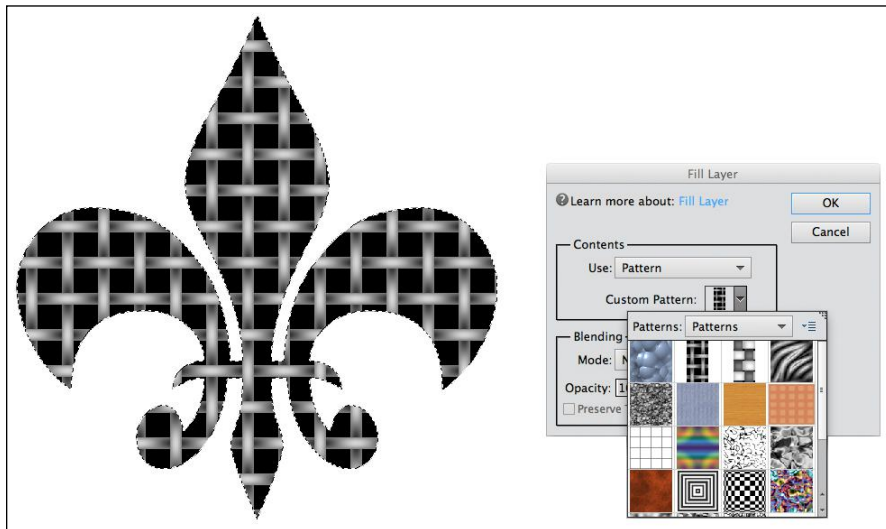 Fill Layer
Learn more about: Fill Layer
OK
Cancel
Contents
Use: Pattern
Custom Pattern:
Patterns: Patterns
Blending
Mode:
Opacity:
Preserve